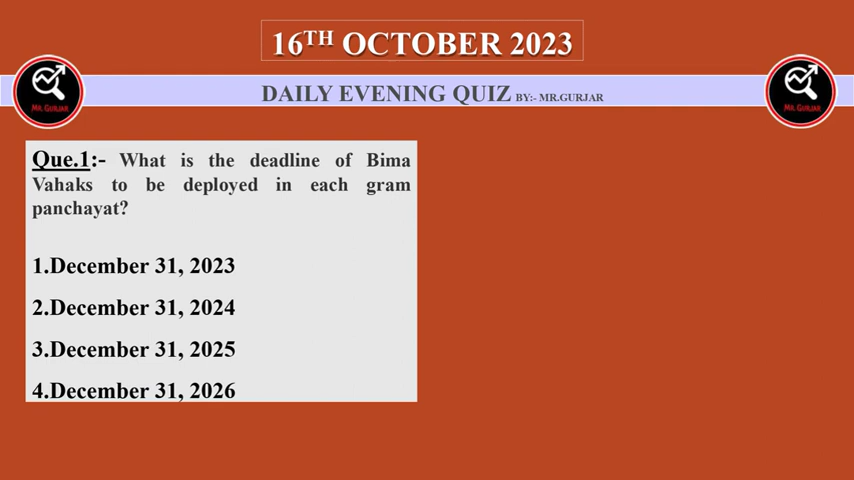 16TH OCTOBER 2023
DAILY EVENING QUIZ BY:- MR.GURJAR
MR.GURJAR
MR.GURJAR
Que.1:- What is the deadline of Bima
Vahaks to be deployed in each gram
panchayat?
1.December 31, 2023
2.December 31, 2024
3.December 31, 2025
4.December 31, 2026